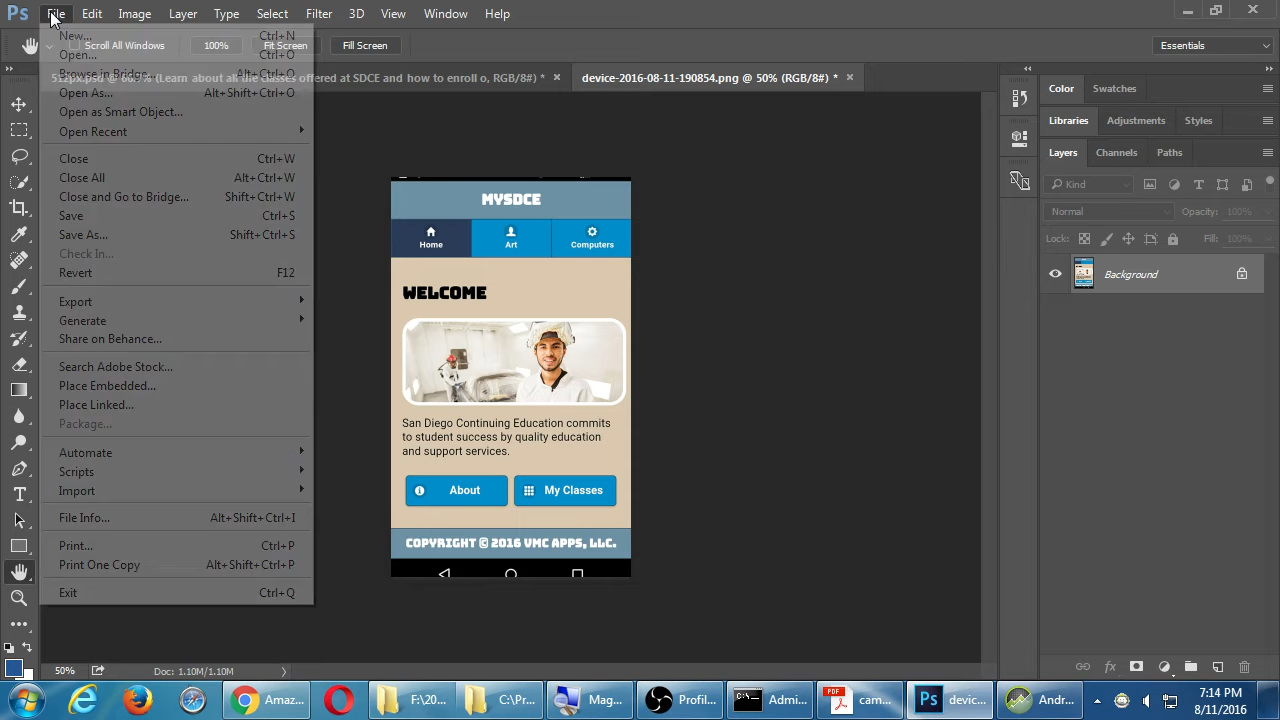 Ps File Edit Image Layer Type Select Filter 3D View Window Help
Scroll All Windows 100% Fit Screen Fill Screen Essentials
(Learn about all the classes offered at SDCE and how to enroll o, RGB/8#) * ×
device-2016-08-11-190854.png @ 50% (RGB/8#) * ×
New... Ctrl+N
Open... Ctrl+O
Browse in Bridge... Alt+Ctrl+O
Open As... Alt+Shift+Ctrl+O
Open as Smart Object...
Open Recent
Close Ctrl+W
Close All Alt+Ctrl+W
Close and Go to Bridge... Shift+Ctrl+W
Save Ctrl+S
Save As... Shift+Ctrl+S
Check In...
Revert F12
Export
Generate
Share on Behance...
Search Adobe Stock...
Place Embedded...
Place Linked...
Package...
Automate
Scripts
Import
File Info... Alt+Shift+Ctrl+I
Print... Ctrl+P
Print One Copy Alt+Shift+Ctrl+P
Exit Ctrl+Q
MYSDCE
Home Art Computers
WELCOME
San Diego Continuing Education commits
to student success by quality education
and support services.
About My Classes
COPYRIGHT © 2016 VMC APPS, LLC.
Color Swatches
Libraries Adjustments Styles
Layers Channels Paths
Kind
Normal Opacity: 100%
Lock: Fill: 100%
Background
50% Doc: 1.10M/1.10M
Amaz... F:\20... C:\Pr... Mag... Profil... Admi... PDF cam... Ps devic... Andr...
7:14 PM
8/11/2016